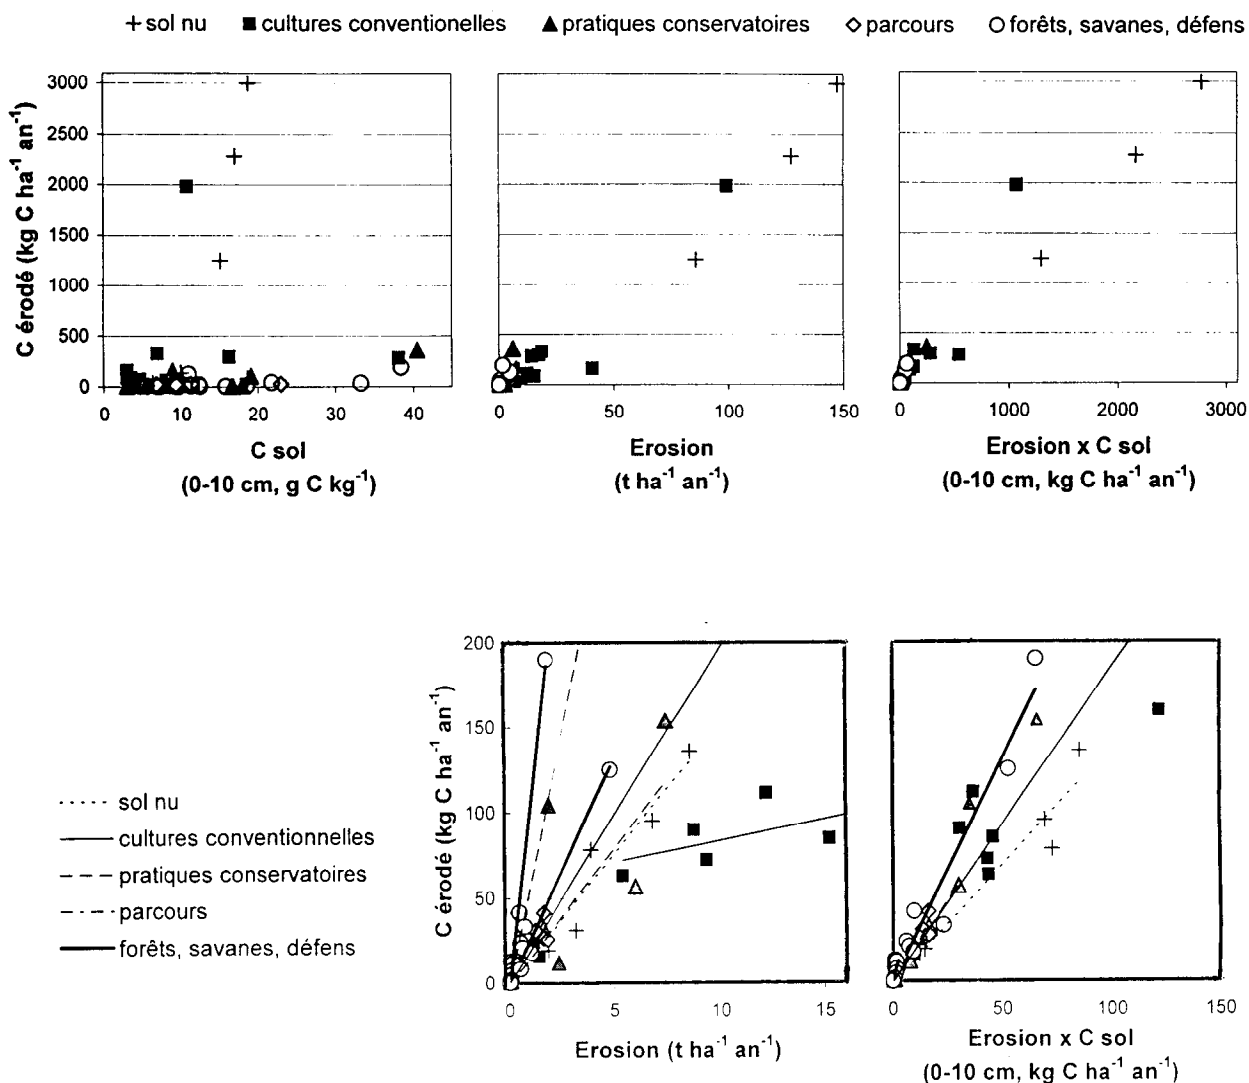 sol nu cultures conventionelles pratiques conservatoires parcours forêts, savanes, défens
C érodé (kg C ha⁻¹ an⁻¹)
3000
2500
2000
1500
1000
500
0
0 10 20 30 40
C sol
(0-10 cm, g C kg⁻¹)
0 50 100 150
Erosion
(t ha⁻¹ an⁻¹)
0 1000 2000 3000
Erosion x C sol
(0-10 cm, kg C ha⁻¹ an⁻¹)
sol nu
cultures conventionnelles
pratiques conservatoires
parcours
forêts, savanes, défens
C érodé (kg C ha⁻¹ an⁻¹)
200
150
100
50
0
0 5 10 15
Erosion (t ha⁻¹ an⁻¹)
0 50 100 150
Erosion x C sol
(0-10 cm, kg C ha⁻¹ an⁻¹)